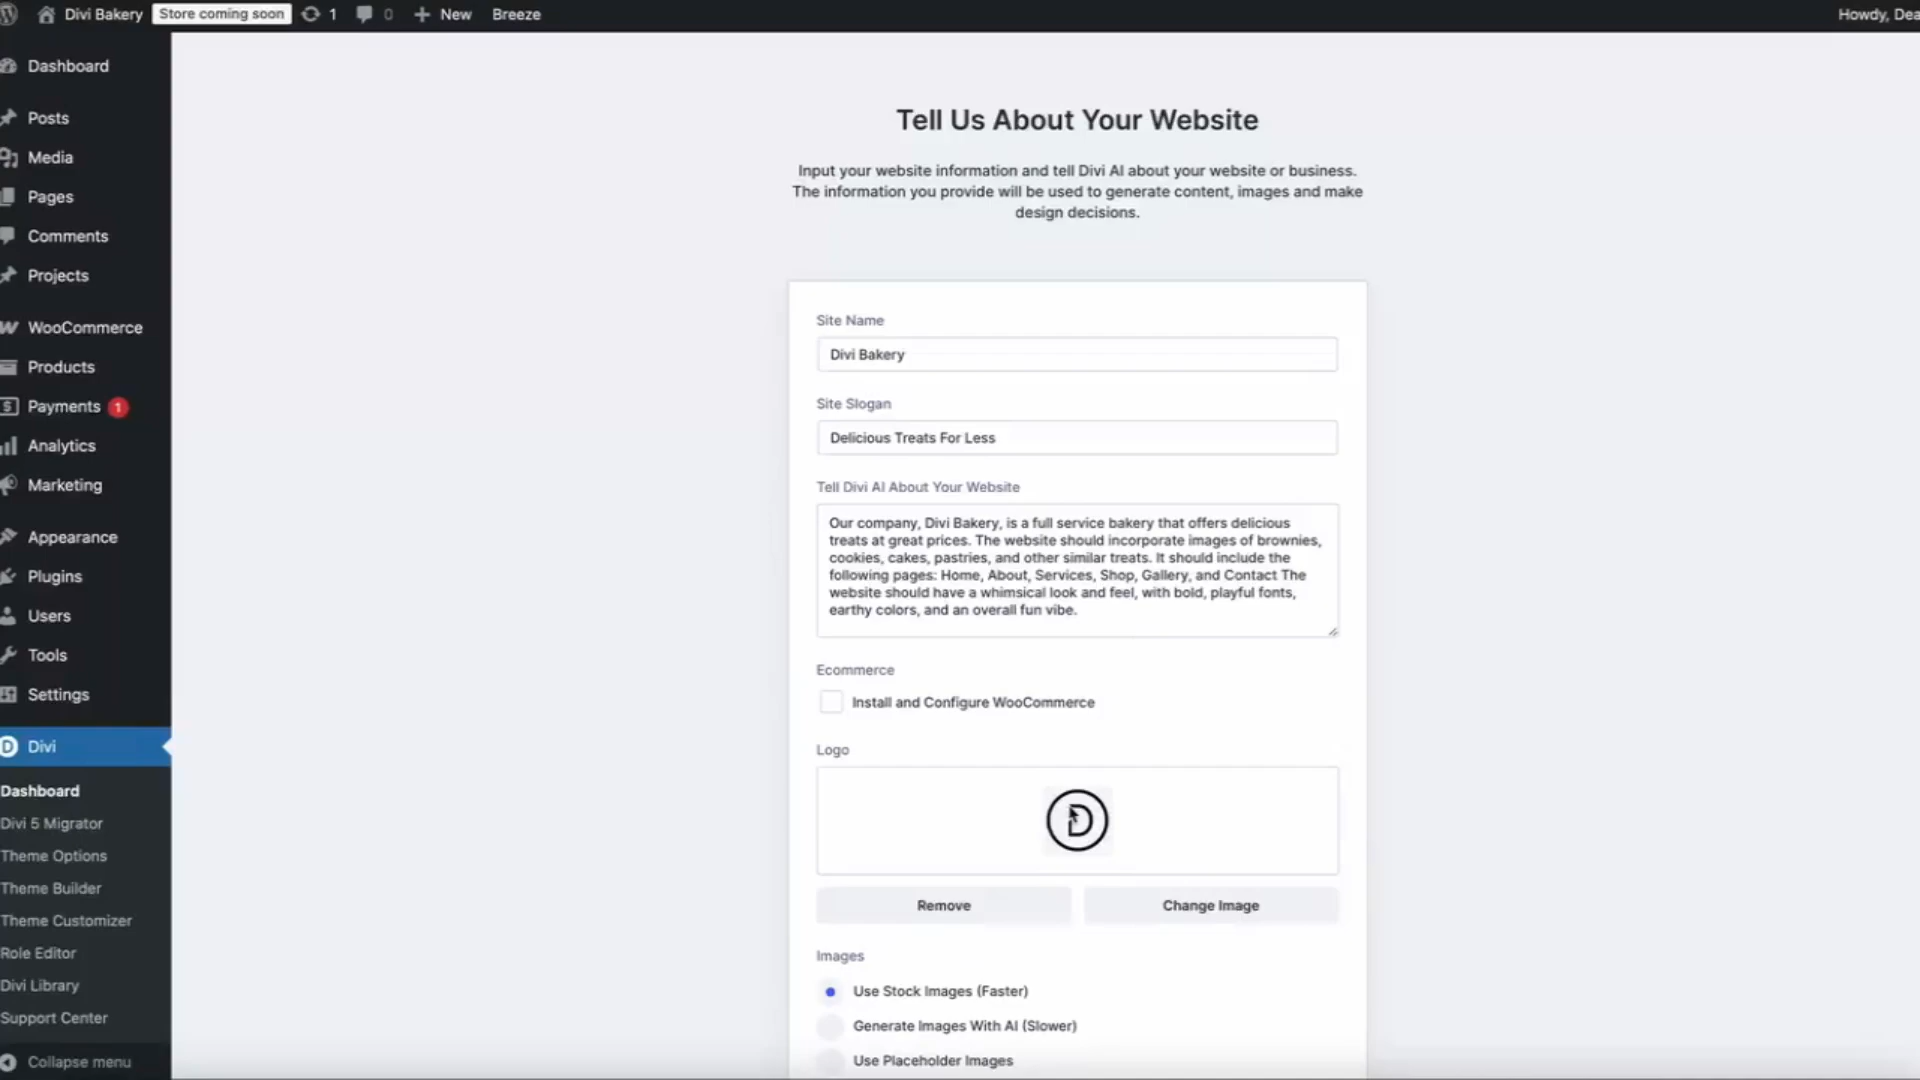 Divi Bakery
Store coming soon
1
0
New
Breeze
Howdy, Dea
Dashboard
Posts
Media
Pages
Comments
Projects
WooCommerce
Products
Payments 1
Analytics
Marketing
Appearance
Plugins
Users
Tools
Settings
Divi
Dashboard
Divi 5 Migrator
Theme Options
Theme Builder
Theme Customizer
Role Editor
Divi Library
Support Center
Collapse menu
Tell Us About Your Website
Input your website information and tell Divi AI about your website or business.
The information you provide will be used to generate content, images and make
design decisions.
Site Name
Divi Bakery
Site Slogan
Delicious Treats For Less
Tell Divi AI About Your Website
Our company, Divi Bakery, is a full service bakery that offers delicious
treats at great prices. The website should incorporate images of brownies,
cookies, cakes, pastries, and other similar treats. It should include the
following pages: Home, About, Services, Shop, Gallery, and Contact The
website should have a whimsical look and feel, with bold, playful fonts,
earthy colors, and an overall fun vibe.
Ecommerce
Install and Configure WooCommerce
Logo
D
Remove
Change Image
Images
Use Stock Images (Faster)
Generate Images With AI (Slower)
Use Placeholder Images